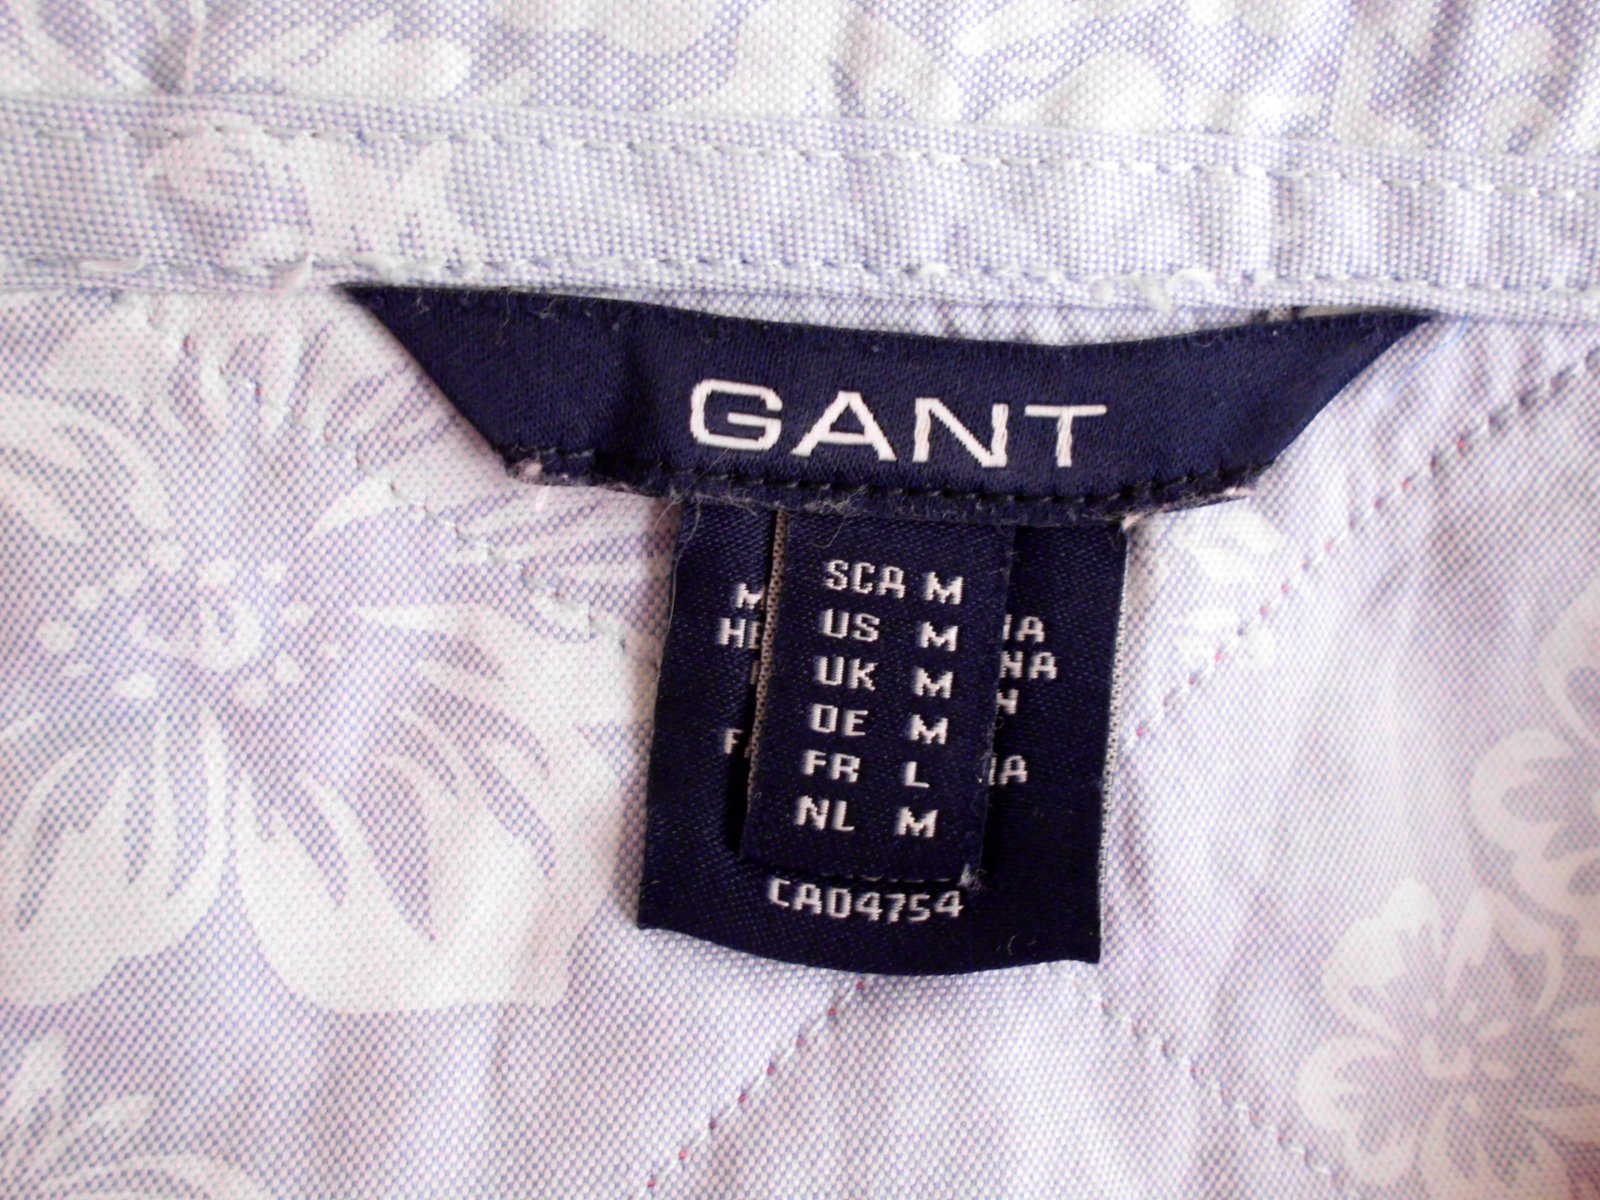 GANT
SCA M
US M
UK M
DE M
FR L
NL M
CA04754